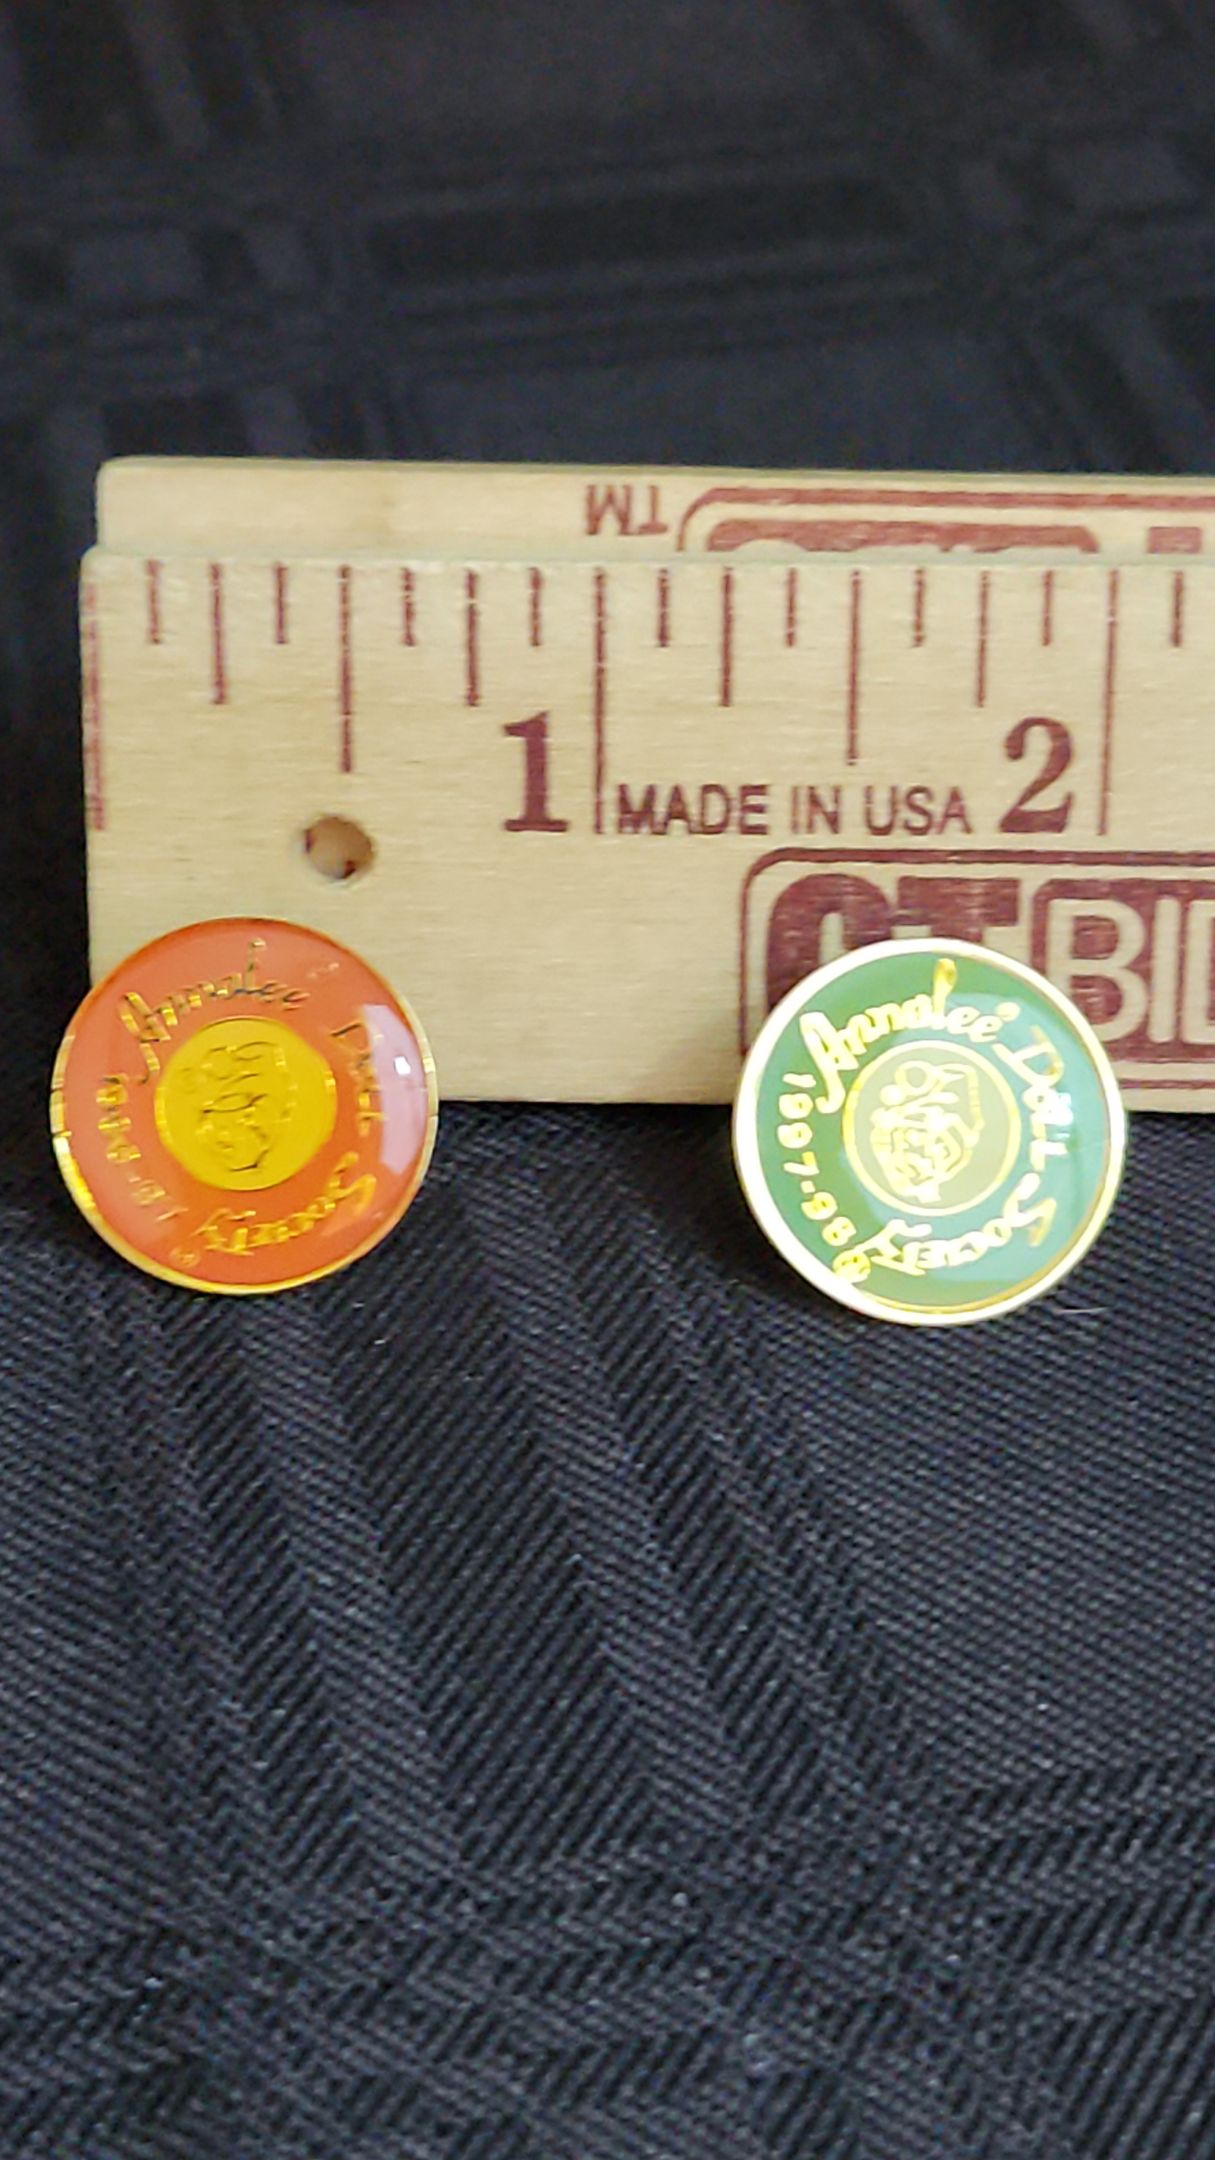 TM
1 MADE IN USA 2
Annalee Doll Society
Annalee® Doll Society 1997-98